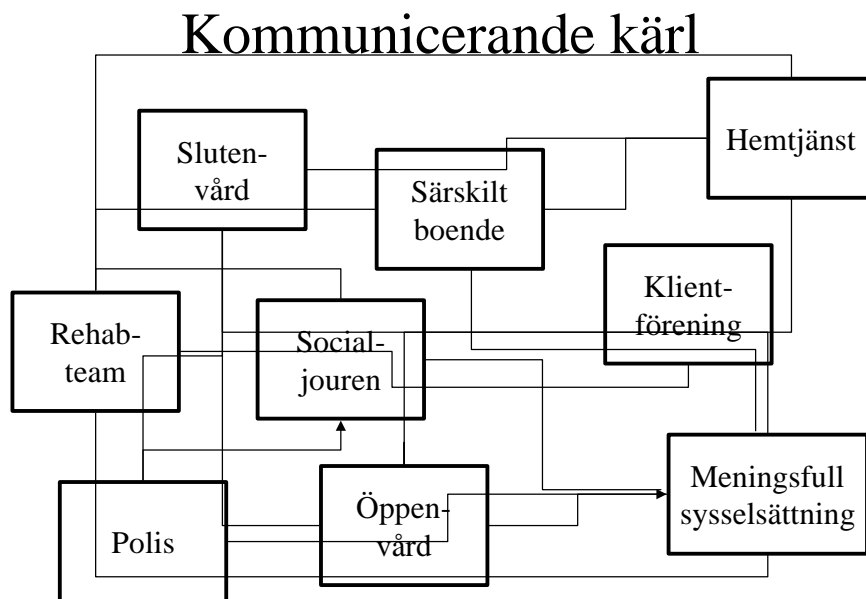 Kommunicerande kärl
Sluten-
vård
Särskilt
boende
Hemtjänst
Klient-
förening
Rehab-
team
Social-
jouren
Meningsfull
sysselsättning
Öppen-
vård
Polis